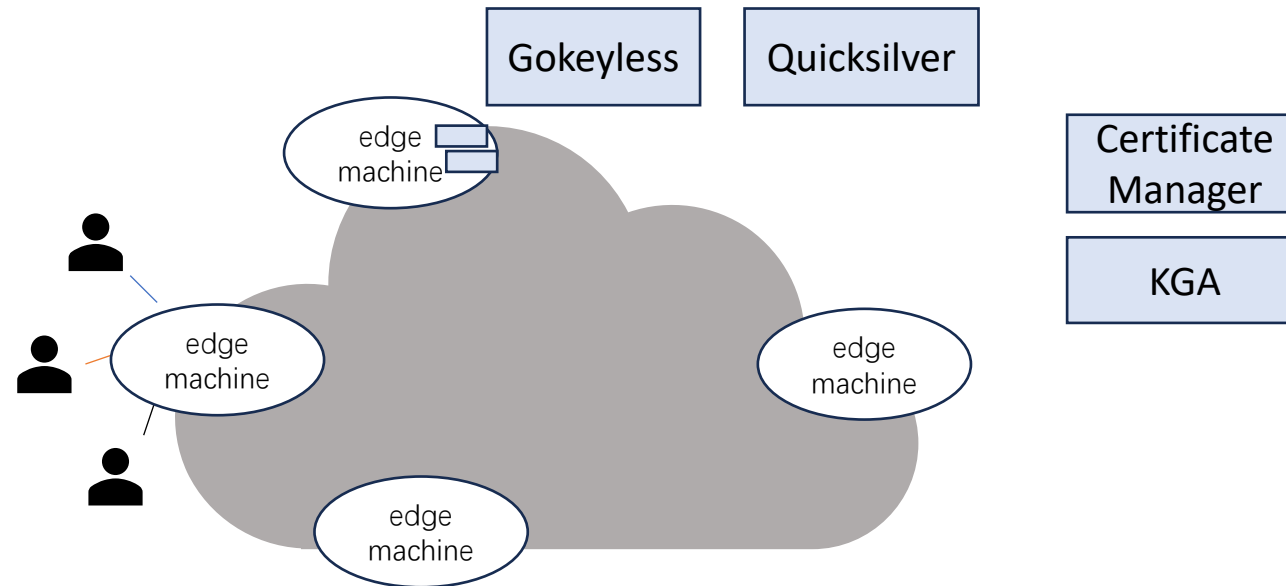 Gokeyless
Quicksilver
Certificate
Manager
KGA
edge
machine
edge
machine
edge
machine
edge
machine